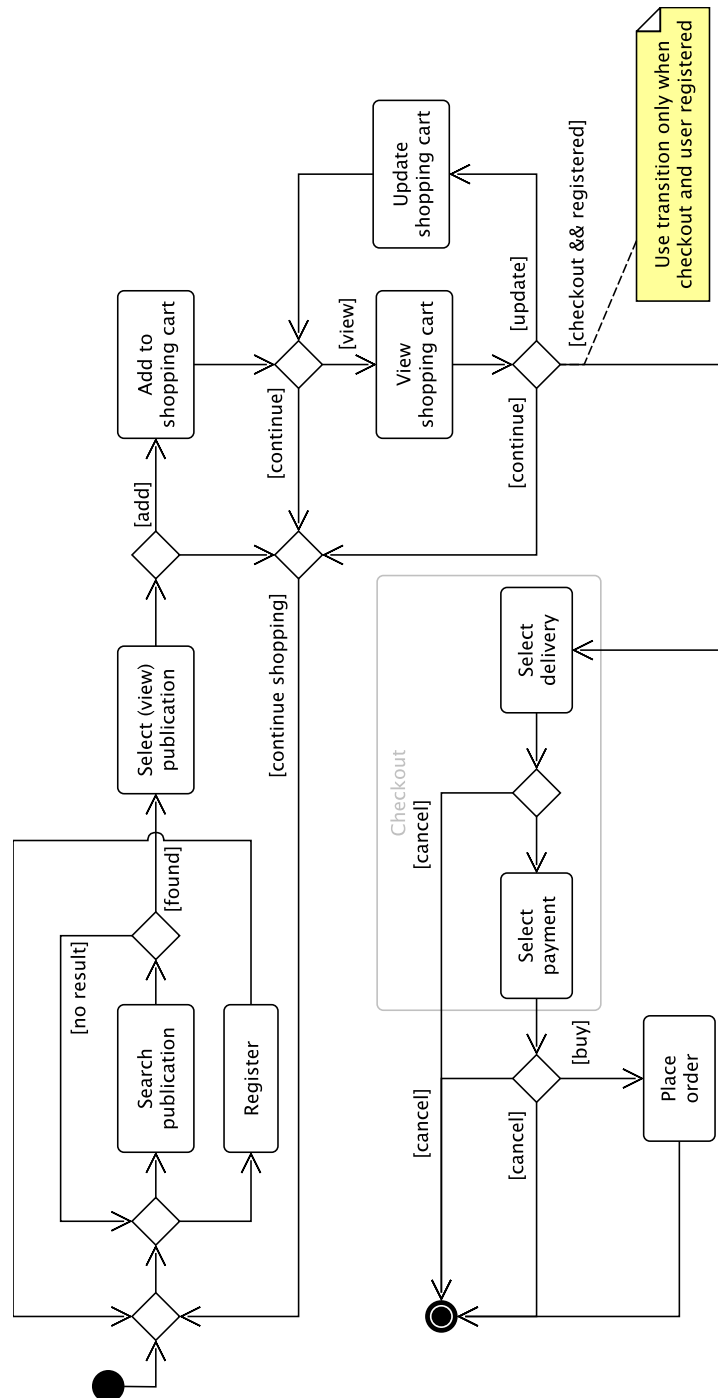 [no result]
Search
publication
Register
[found]
Select (view)
publication
[add]
Add to
shopping cart
[continue shopping]
[continue]
[view]
Update
shopping cart
View
shopping cart
[update]
[continue]
[checkout && registered]
Use transition only when
checkout and user registered
Checkout
Select
delivery
[cancel]
Select
payment
[cancel]
[cancel]
[buy]
Place
order